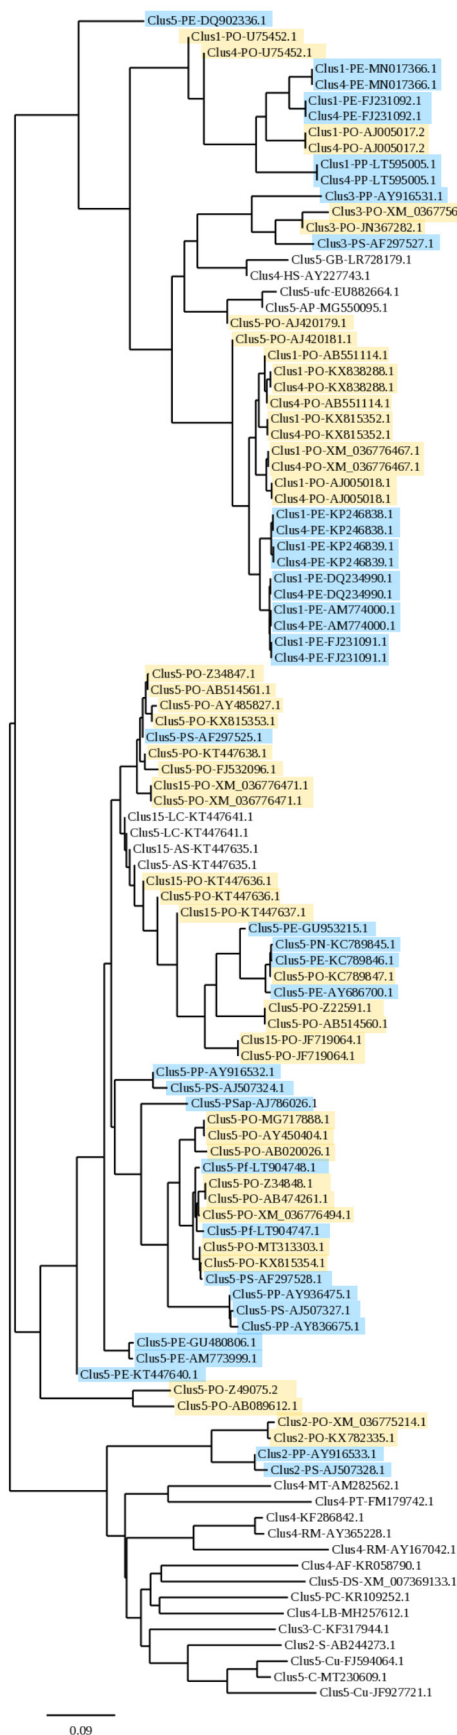 Clus5-PE-DQ902336.1
Clus1-PO-U75452.1
Clus4-PO-U75452.1
Clus1-PE-MN017366.1
Clus4-PE-MN017366.1
Clus1-PE-FJ231092.1
Clus4-PE-FJ231092.1
Clus1-PO-AJ005017.2
Clus4-PO-AJ005017.2
Clus1-PP-LT595005.1
Clus4-PP-LT595005.1
Clus3-PP-AY916531.1
Clus3-PO-XM_0367756
Clus3-PO-JN367282.1
Clus3-PS-AF297527.1
Clus5-GB-LR728179.1
Clus4-HS-AY227743.1
Clus5-ufc-EU882664.1
Clus5-AP-MG550095.1
Clus5-PO-AJ420179.1
Clus5-PO-AJ420181.1
Clus1-PO-AB551114.1
Clus1-PO-KX838288.1
Clus4-PO-KX838288.1
Clus4-PO-AB551114.1
Clus1-PO-KX815352.1
Clus4-PO-KX815352.1
Clus1-PO-XM_036776467.1
Clus4-PO-XM_036776467.1
Clus1-PO-AJ005018.1
Clus4-PO-AJ005018.1
Clus1-PE-KP246838.1
Clus4-PE-KP246838.1
Clus1-PE-KP246839.1
Clus4-PE-KP246839.1
Clus1-PE-DQ234990.1
Clus4-PE-DQ234990.1
Clus1-PE-AM774000.1
Clus4-PE-AM774000.1
Clus1-PE-FJ231091.1
Clus4-PE-FJ231091.1
Clus5-PO-Z34847.1
Clus5-PO-AB514561.1
Clus5-PO-AY485827.1
Clus5-PO-KX815353.1
Clus5-PS-AF297525.1
Clus5-PO-KT447638.1
Clus5-PO-FJ532096.1
Clus15-PO-XM_036776471.1
Clus5-PO-XM_036776471.1
Clus15-LC-KT447641.1
Clus5-LC-KT447641.1
Clus15-AS-KT447635.1
Clus5-AS-KT447635.1
Clus15-PO-KT447636.1
Clus5-PO-KT447636.1
Clus15-PO-KT447637.1
Clus5-PE-GU953215.1
Clus5-PN-KC789845.1
Clus5-PE-KC789846.1
Clus5-PO-KC789847.1
Clus5-PE-AY686700.1
Clus5-PO-Z22591.1
Clus5-PO-AB514560.1
Clus15-PO-JF719064.1
Clus5-PO-JF719064.1
Clus5-PP-AY916532.1
Clus5-PS-AJ507324.1
Clus5-PSap-AJ786026.1
Clus5-PO-MG717888.1
Clus5-PO-AY450404.1
Clus5-PO-AB020026.1
Clus5-Pf-LT904748.1
Clus5-PO-Z34848.1
Clus5-PO-AB474261.1
Clus5-PO-XM_036776494.1
Clus5-Pf-LT904747.1
Clus5-PO-MT313303.1
Clus5-PO-KX815354.1
Clus5-PS-AF297528.1
Clus5-PP-AY936475.1
Clus5-PS-AJ507327.1
Clus5-PP-AY836675.1
Clus5-PE-GU480806.1
Clus5-PE-AM773999.1
Clus5-PE-KT447640.1
Clus5-PO-Z49075.2
Clus5-PO-AB089612.1
Clus2-PO-XM_036775214.1
Clus2-PO-KX782335.1
Clus2-PP-AY916533.1
Clus2-PS-AJ507328.1
Clus4-MT-AM282562.1
Clus4-PT-FM179742.1
Clus4-KF286842.1
Clus4-RM-AY365228.1
Clus4-RM-AY167042.1
Clus4-AF-KR058790.1
Clus5-DS-XM_007369133.1
Clus5-PC-KR109252.1
Clus4-LB-MH257612.1
Clus3-C-KF317944.1
Clus2-S-AB244273.1
Clus5-Cu-FJ594064.1
Clus5-C-MT230609.1
Clus5-Cu-JF927721.1
0.09